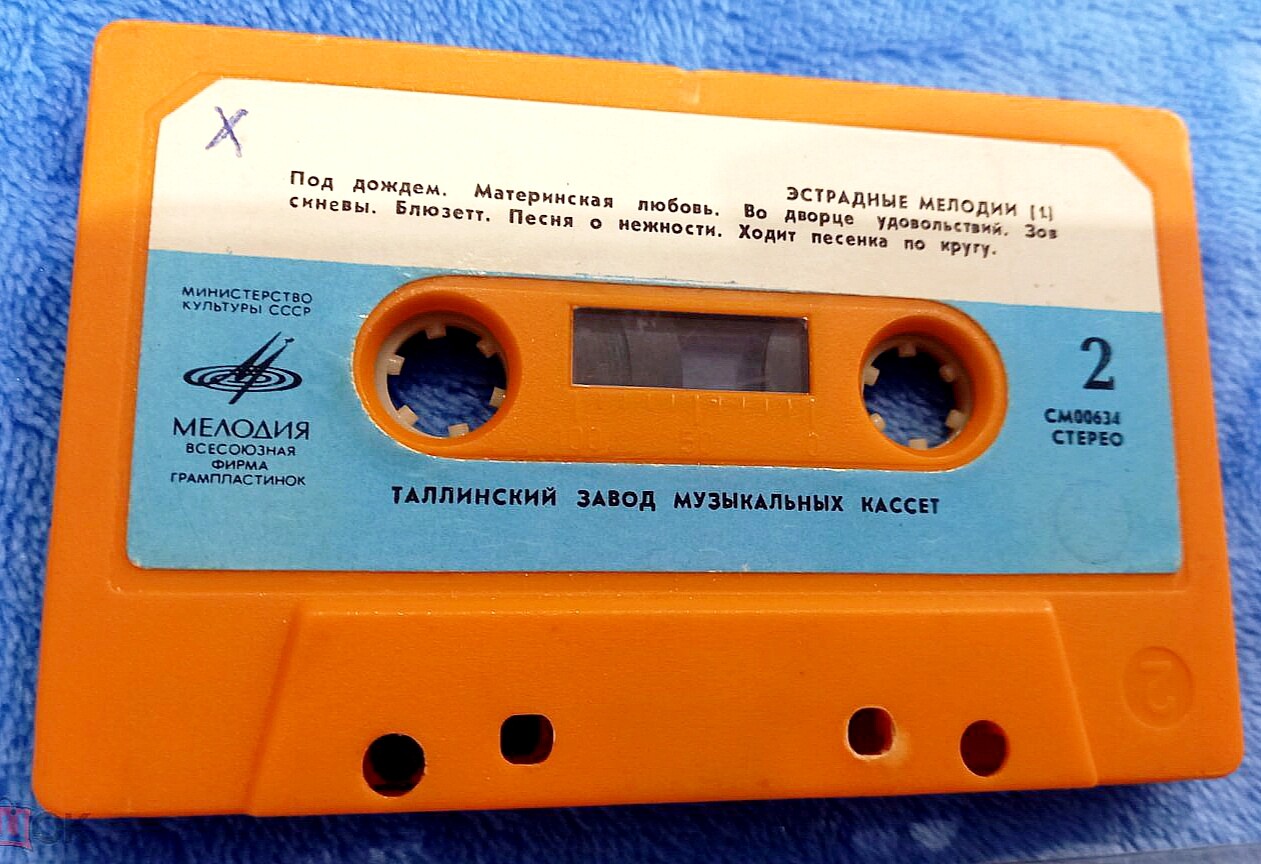 X
ЭСТРАДНЫЕ МЕЛОДИИ (1)
Под дождем. Материнская любовь. Во дворце удовольствий. Зов
синевы. Блюзетт. Песня о нежности. Ходит песенка по кругу.
МИНИСТЕРСТВО
КУЛЬТУРЫ СССР
МЕЛОДИЯ
ВСЕСОЮЗНАЯ
ФИРМА
ГРАМПЛАСТИНОК
2
СМ00634
СТЕРЕО
ТАЛЛИНСКИЙ ЗАВОД МУЗЫКАЛЬНЫХ КАССЕТ
2